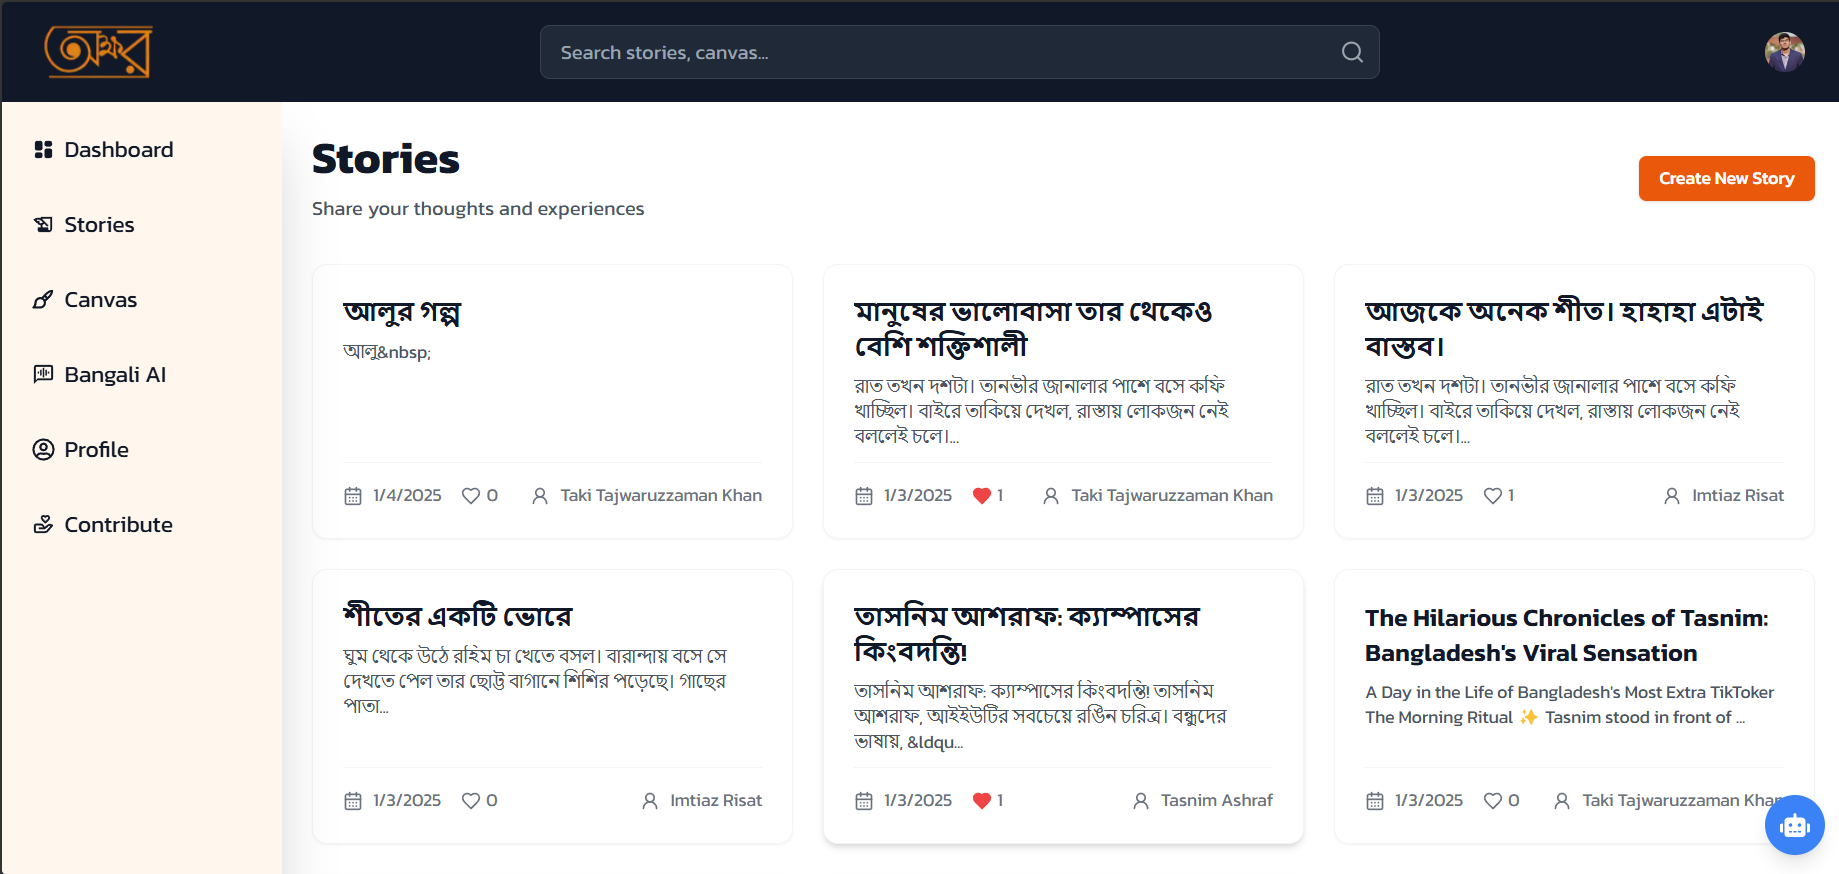 অক্ষর
Search stories, canvas...
Dashboard
Stories
Canvas
Bangali AI
Profile
Contribute
Stories
Share your thoughts and experiences
Create New Story
আলুর গল্প
আলু&nbsp;
1/4/2025 0 Taki Tajwaruzzaman Khan
মানুষের ভালোবাসা তার থেকেও
বেশি শক্তিশালী
রাত তখন দশটা। তানভীর জানালার পাশে বসে কফি
খাচ্ছিল। বাইরে তাকিয়ে দেখল, রাস্তায় লোকজন নেই
বললেই চলে।...
1/3/2025 1 Taki Tajwaruzzaman Khan
আজকে অনেক শীত। হাহাহা এটাই
বাস্তব।
রাত তখন দশটা। তানভীর জানালার পাশে বসে কফি
খাচ্ছিল। বাইরে তাকিয়ে দেখল, রাস্তায় লোকজন নেই
বললেই চলে।...
1/3/2025 1 Imtiaz Risat
শীতের একটি ভোরে
ঘুম থেকে উঠে রহিম চা খেতে বসল। বারান্দায় বসে সে
দেখতে পেল তার ছোট্ট বাগানে শিশির পড়েছে। গাছের
পাতা...
1/3/2025 0 Imtiaz Risat
তাসনিম আশরাফ: ক্যাম্পাসের
কিংবদন্তি!
তাসনিম আশরাফ: ক্যাম্পাসের কিংবদন্তি! তাসনিম
আশরাফ, আইইউটির সবচেয়ে রঙিন চরিত্র। বন্ধুদের
ভাষায়, &ldqu...
1/3/2025 1 Tasnim Ashraf
The Hilarious Chronicles of Tasnim:
Bangladesh's Viral Sensation
A Day in the Life of Bangladesh's Most Extra TikToker
The Morning Ritual ✨ Tasnim stood in front of ...
1/3/2025 0 Taki Tajwaruzzaman Khan